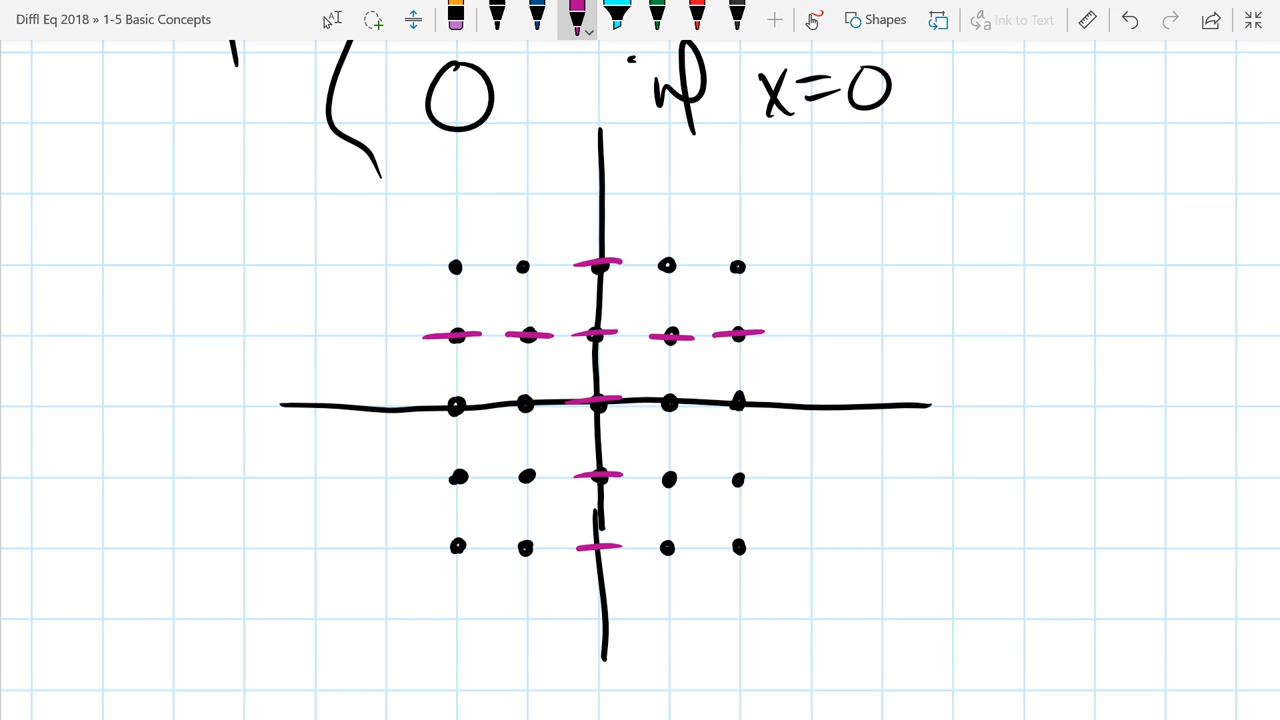 Diffl Eq 2018 » 1-5 Basic Concepts
Shapes
Ink to Text
0 if x=0